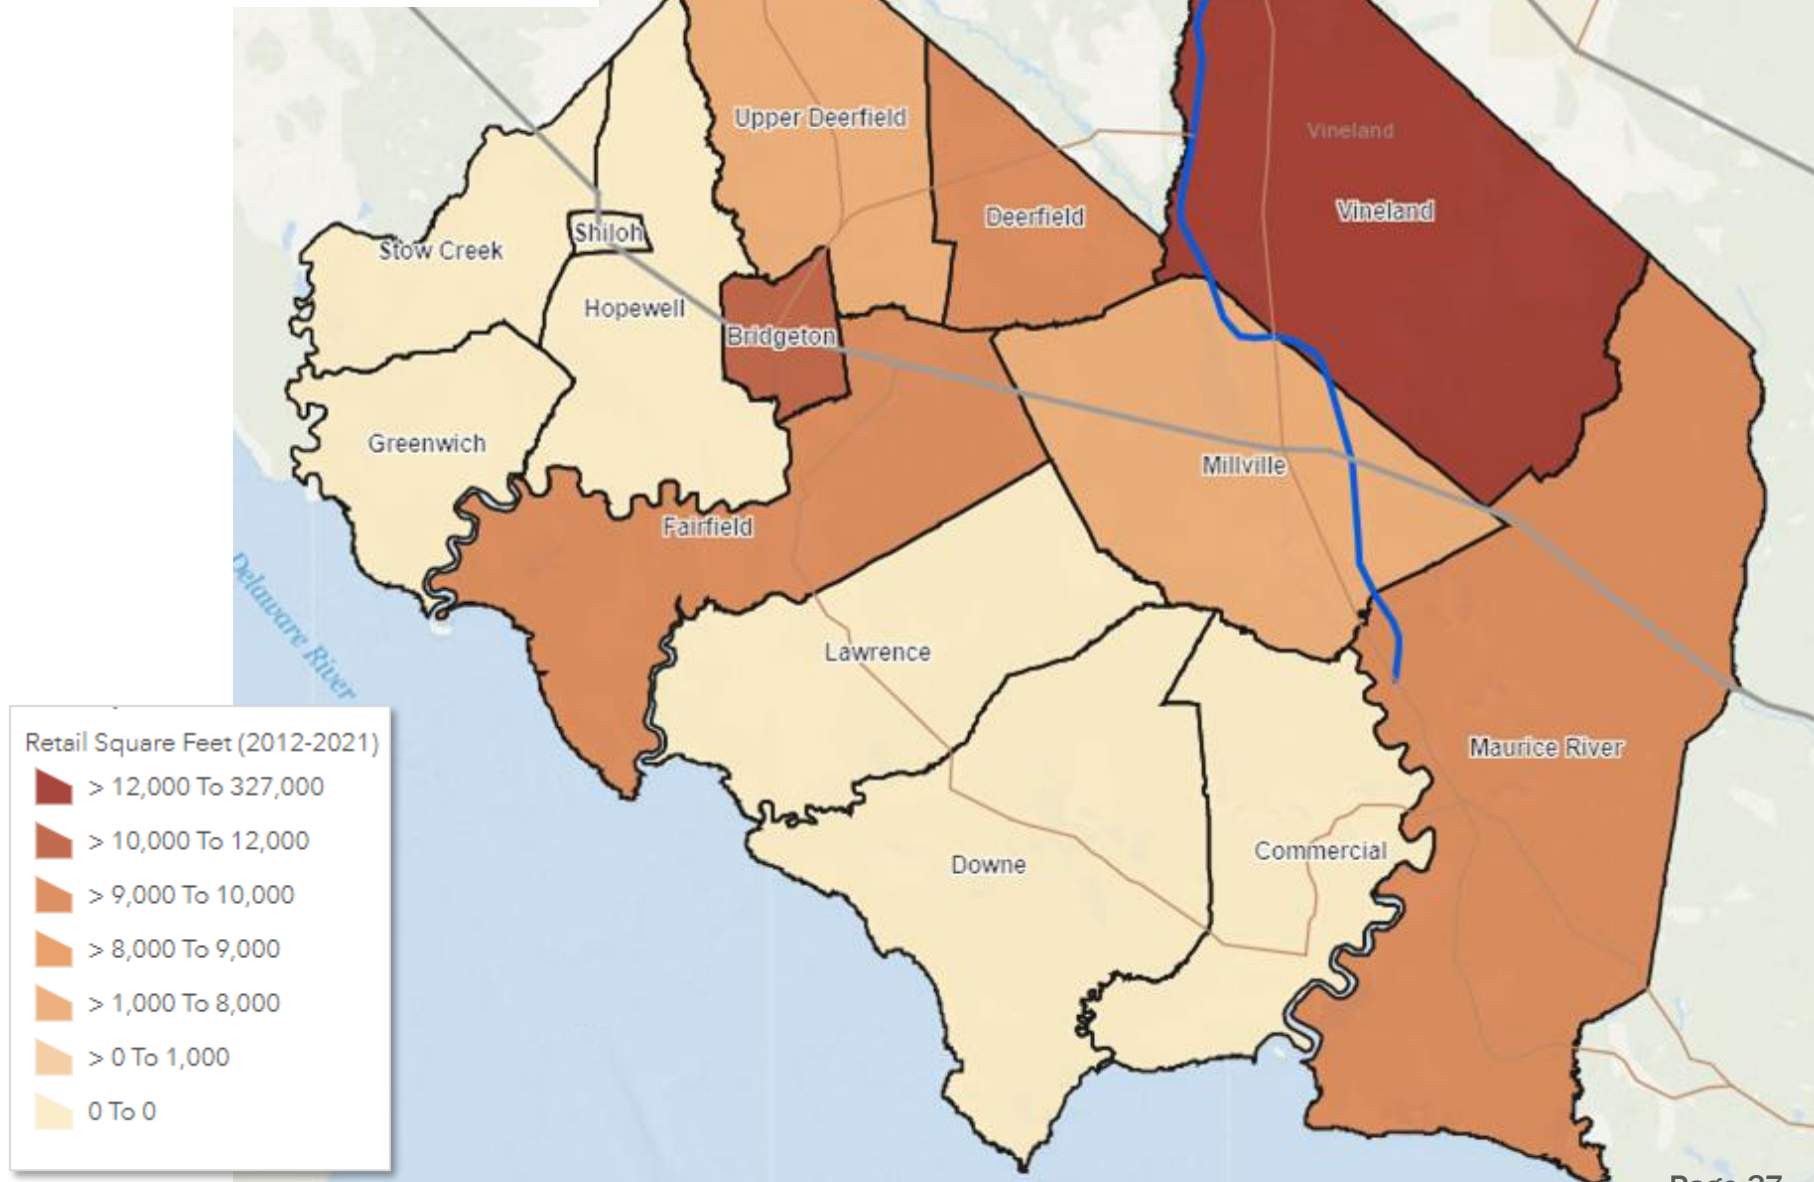 Upper Deerfield
Vineland
Vineland
Deerfield
Shiloh
Stow Creek
Hopewell
Bridgeton
Greenwich
Millville
Fairfield
Delaware River
Lawrence
Maurice River
Commercial
Downe
Retail Square Feet (2012-2021)
> 12,000 To 327,000
> 10,000 To 12,000
> 9,000 To 10,000
> 8,000 To 9,000
> 1,000 To 8,000
> 0 To 1,000
0 To 0
Page 27